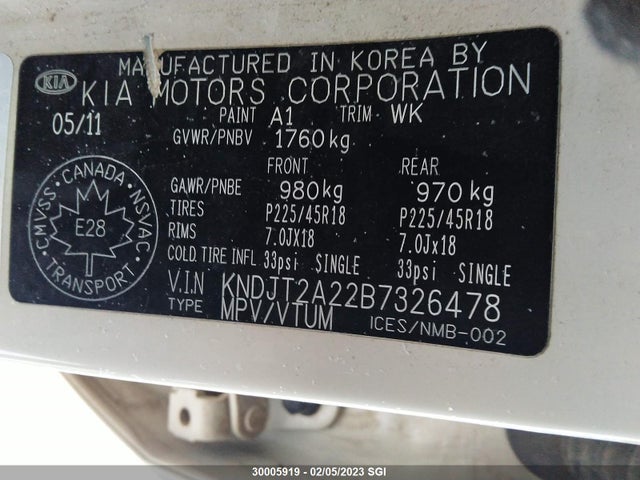 MANUFACTURED IN KOREA BY
KIA KIA MOTORS CORPORATION
05/11 PAINT A1 TRIM WK
GVWR/PNBV 1760kg
FRONT REAR
GAWR/PNBE 980kg 970kg
TIRES P225/45R18 P225/45R18
RIMS 7.0JX18 7.0Jx18
COLD TIRE INFL 33psi SINGLE 33psi SINGLE
V.I.N KNDJT2A22B7326478
TYPE MPV/VTUM ICES/NMB-002
CMVSS · CANADA · NSVAC
E28
TRANSPORT
30005919 - 02/05/2023 SGI